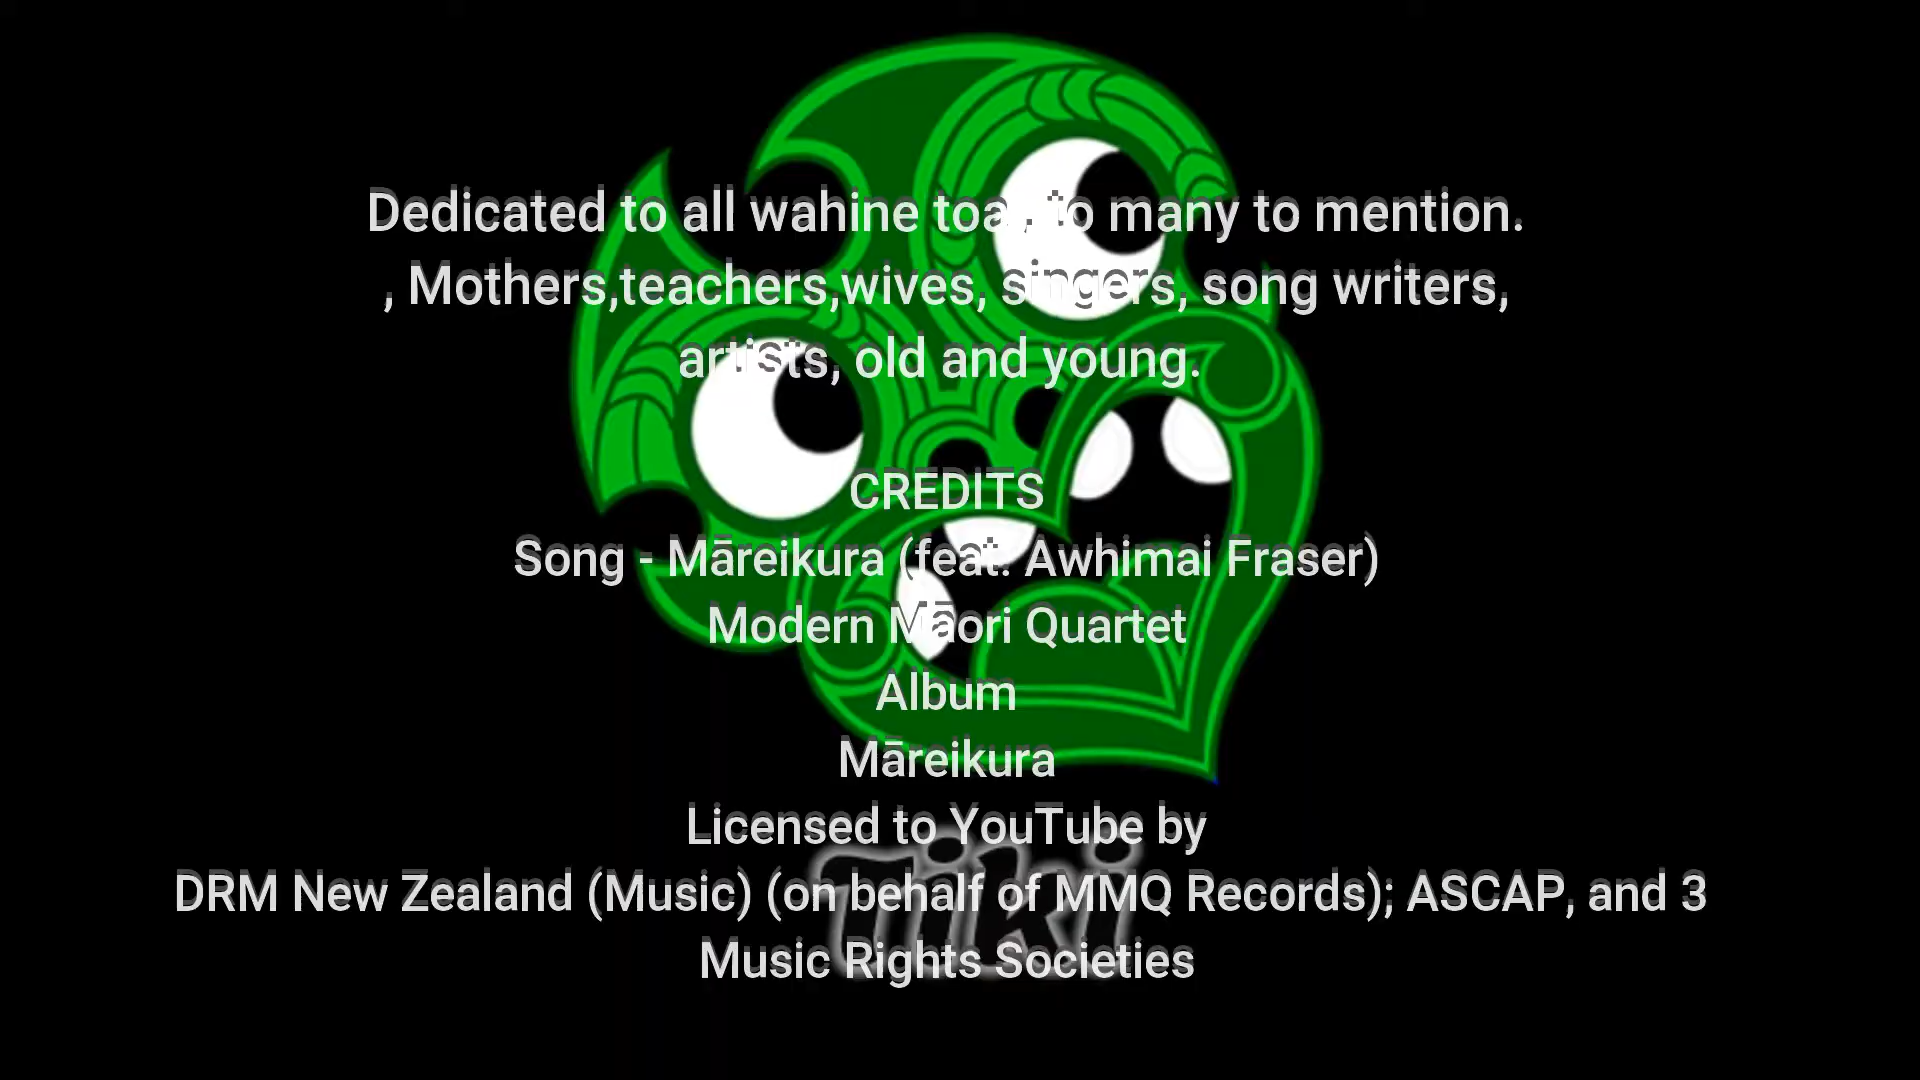 Dedicated to all wahine toa , to many to mention.
, Mothers,teachers,wives, singers, song writers,
artists, old and young.
CREDITS
Song - Māreikura (feat. Awhimai Fraser)
Modern Māori Quartet
Album
Māreikura
Licensed to YouTube by
Tiki
DRM New Zealand (Music) (on behalf of MMQ Records); ASCAP, and 3
Music Rights Societies